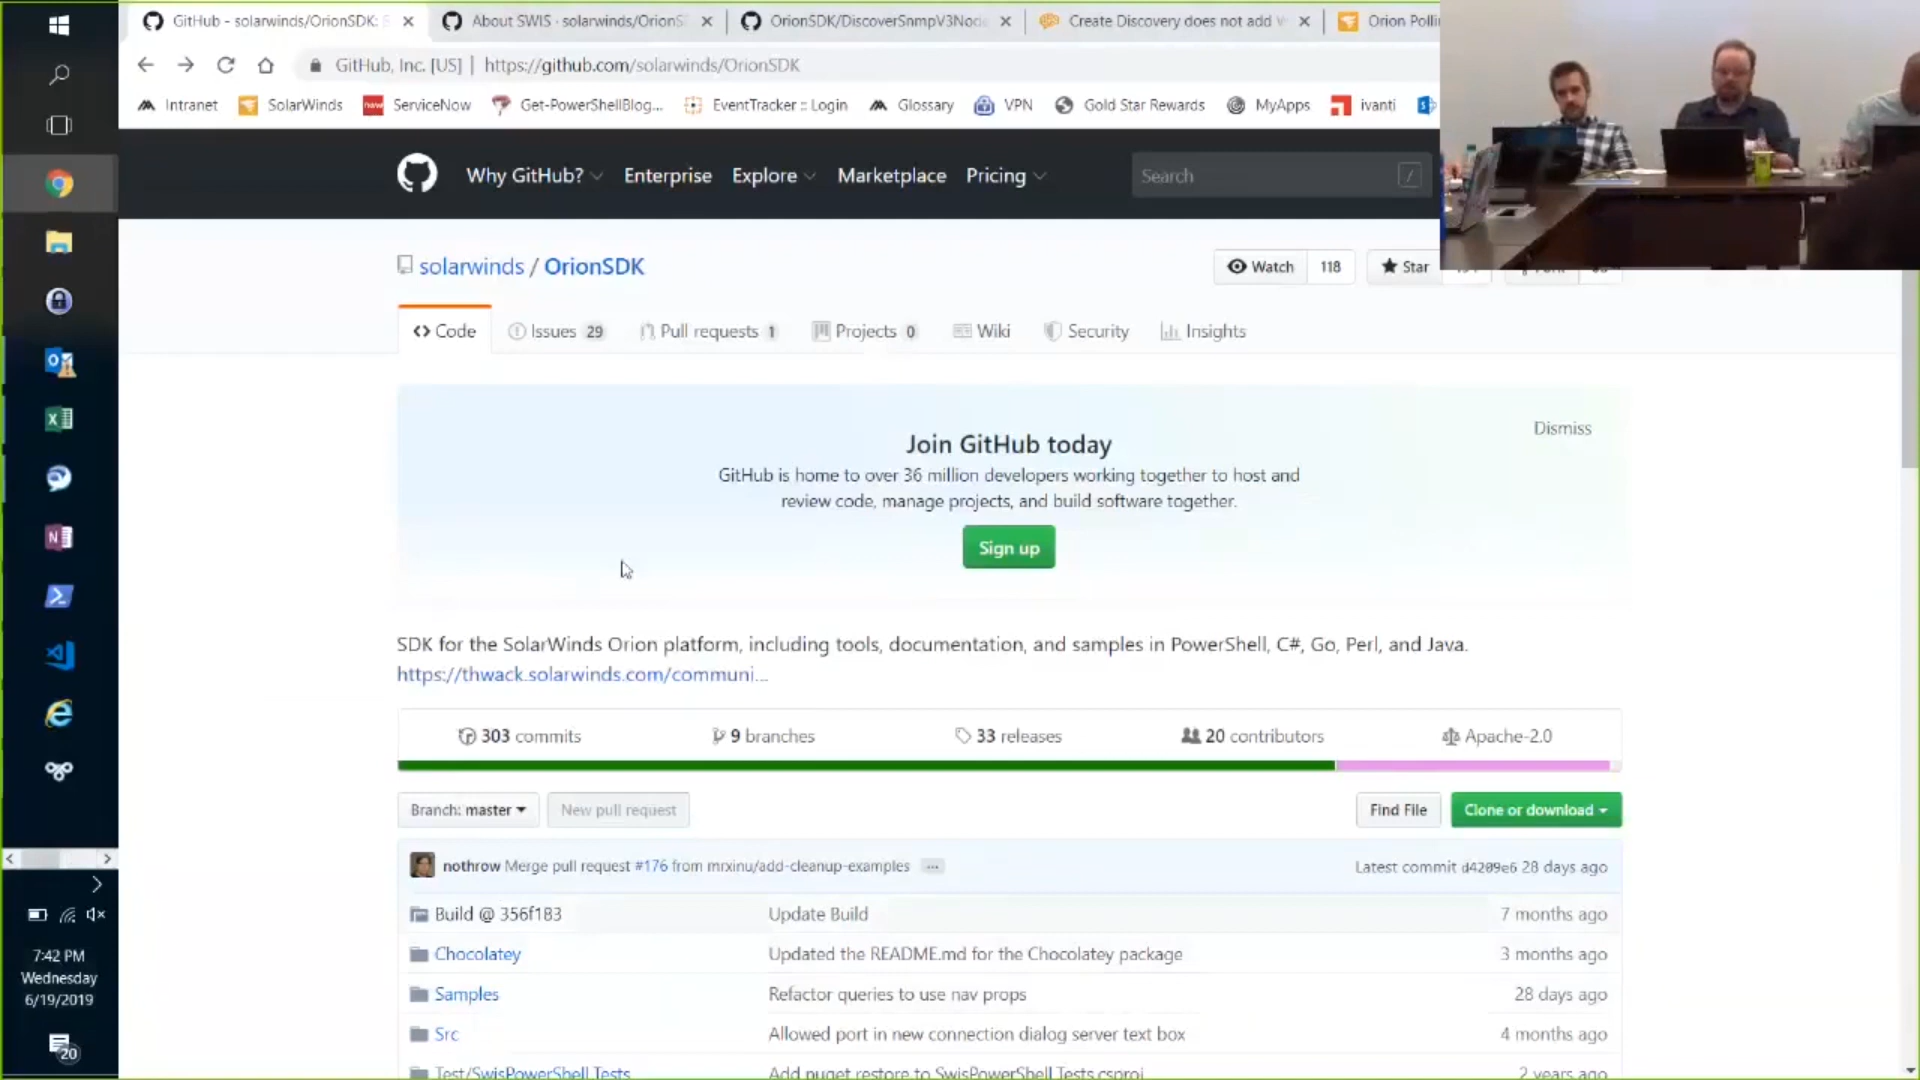 GitHub - solarwinds/OrionSDK:
About SWIS · solarwinds/OrionS
OrionSDK/DiscoverSnmpV3Node
Create Discovery does not add
Orion Polli
GitHub, Inc. [US] | https://github.com/solarwinds/OrionSDK
Intranet SolarWinds ServiceNow Get-PowerShellBlog... EventTracker :: Login Glossary VPN Gold Star Rewards MyApps ivanti
Why GitHub? Enterprise Explore Marketplace Pricing Search /
solarwinds / OrionSDK
Watch 118 Star
Code Issues 29 Pull requests 1 Projects 0 Wiki Security Insights
Join GitHub today
Dismiss
GitHub is home to over 36 million developers working together to host and
review code, manage projects, and build software together.
Sign up
SDK for the SolarWinds Orion platform, including tools, documentation, and samples in PowerShell, C#, Go, Perl, and Java.
https://thwack.solarwinds.com/communi...
303 commits 9 branches 33 releases 20 contributors Apache-2.0
Branch: master New pull request Find File Clone or download
nothrow Merge pull request #176 from mrxinu/add-cleanup-examples ... Latest commit d4209e6 28 days ago
Build @ 356f183 Update Build 7 months ago
Chocolatey Updated the README.md for the Chocolatey package 3 months ago
Samples Refactor queries to use nav props 28 days ago
Src Allowed port in new connection dialog server text box 4 months ago
Test/SwisPowerShell.Tests Add nuget restore to SwisPowerShell.Tests.csproj 2 years ago
7:42 PM
Wednesday
6/19/2019
20